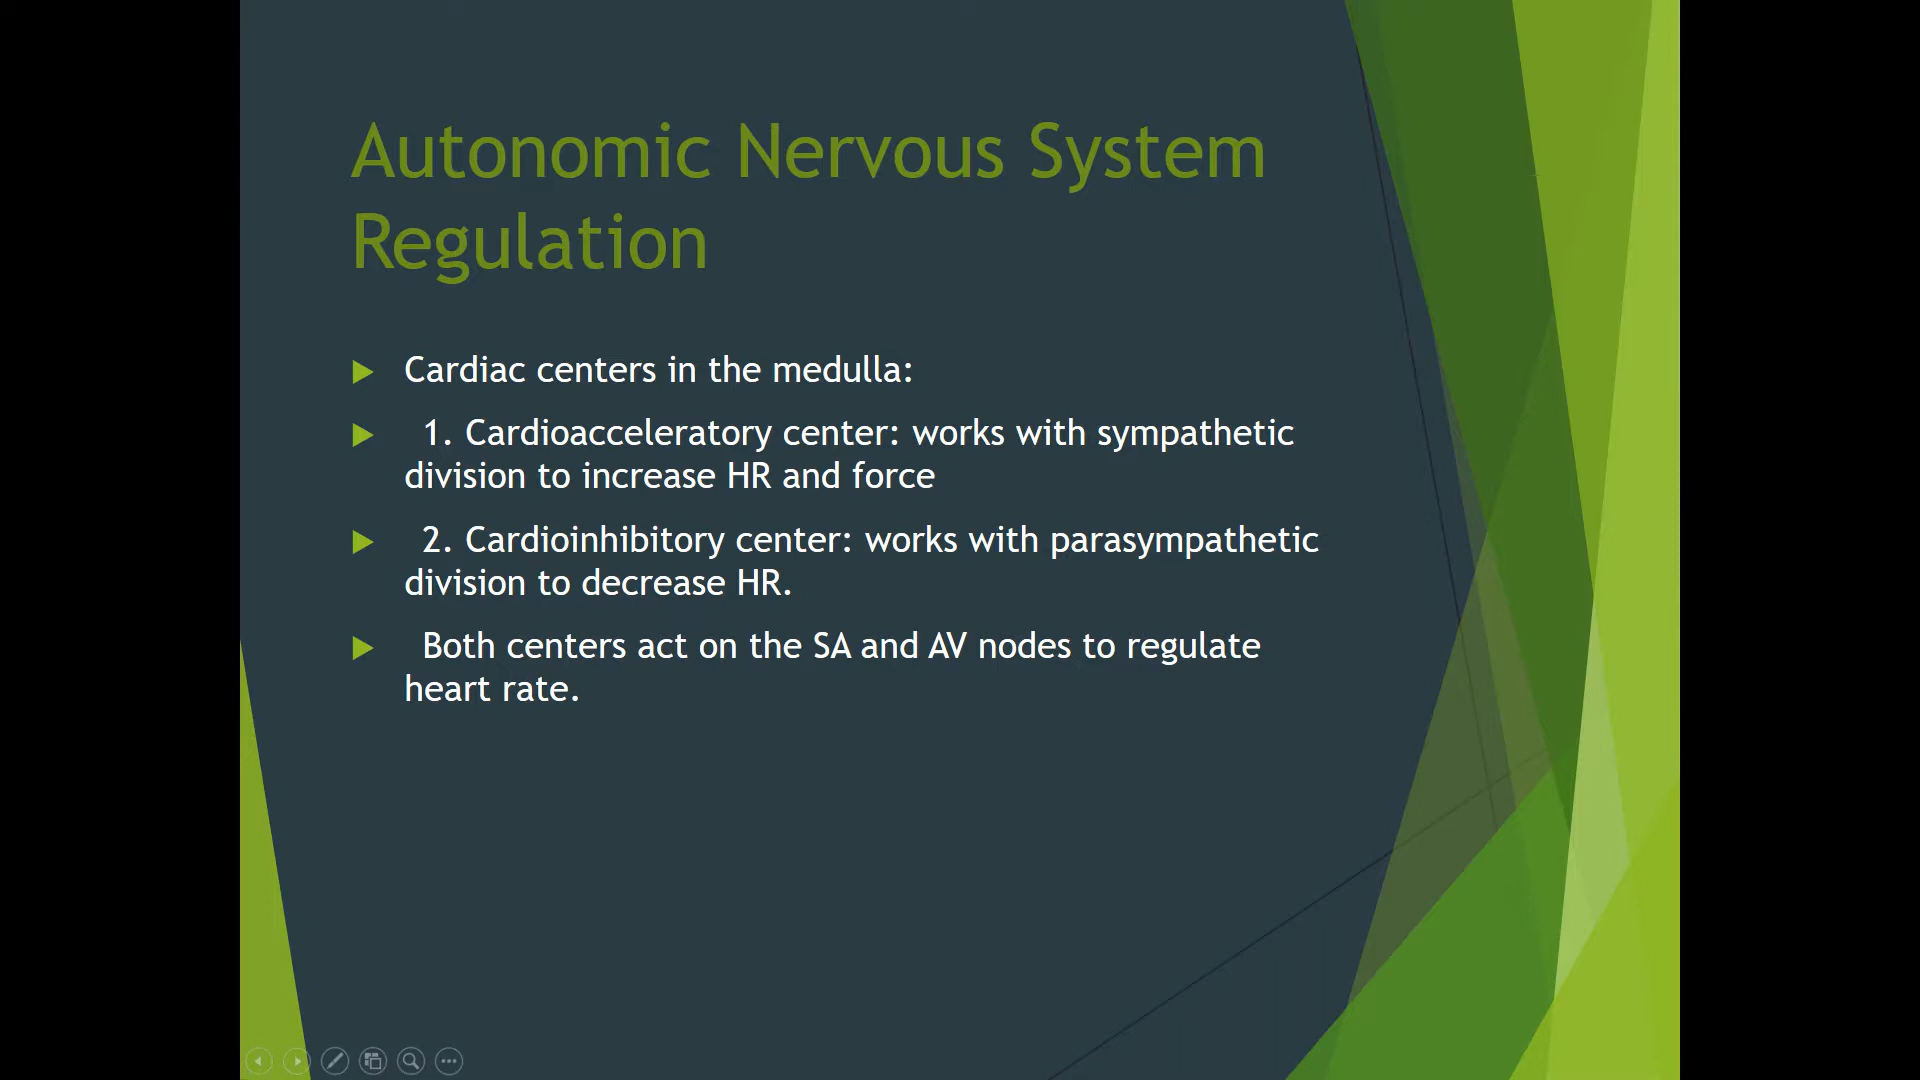 Autonomic Nervous System
Regulation
Cardiac centers in the medulla:
1. Cardioacceleratory center: works with sympathetic
division to increase HR and force
2. Cardioinhibitory center: works with parasympathetic
division to decrease HR.
Both centers act on the SA and AV nodes to regulate
heart rate.